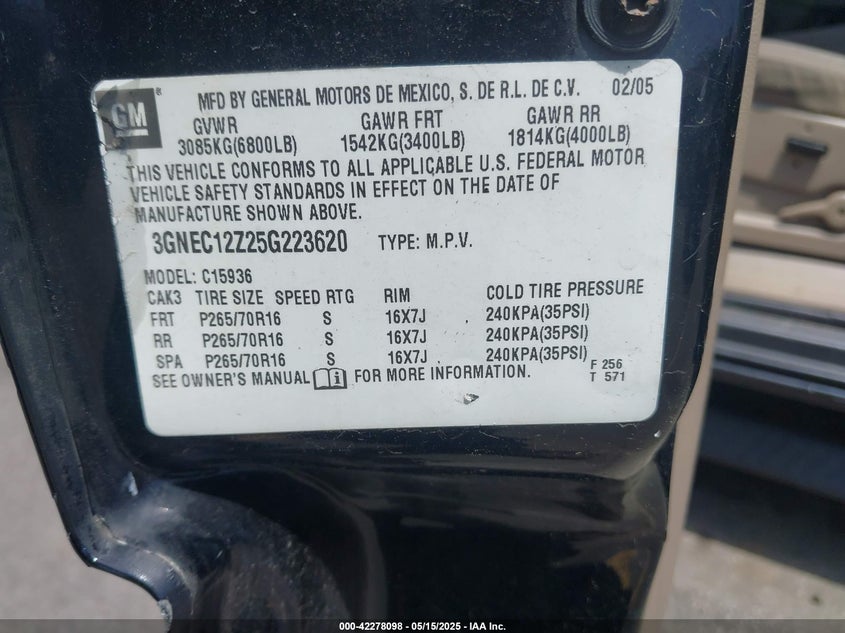 GM ®
MFD BY GENERAL MOTORS DE MEXICO, S. DE R.L. DE C.V. 02/05
GVWR GAWR FRT GAWR RR
3085KG(6800LB) 1542KG(3400LB) 1814KG(4000LB)
THIS VEHICLE CONFORMS TO ALL APPLICABLE U.S. FEDERAL MOTOR
VEHICLE SAFETY STANDARDS IN EFFECT ON THE DATE OF
MANUFACTURE SHOWN ABOVE.
3GNEC12Z25G223620 TYPE: M.P.V.
MODEL: C15936
CAK3 TIRE SIZE SPEED RTG RIM COLD TIRE PRESSURE
FRT P265/70R16 S 16X7J 240KPA(35PSI)
RR P265/70R16 S 16X7J 240KPA(35PSI)
SPA P265/70R16 S 16X7J 240KPA(35PSI)
SEE OWNER'S MANUAL FOR MORE INFORMATION.
F 256
T 571
000-42278098 - 05/15/2025 - IAA Inc.